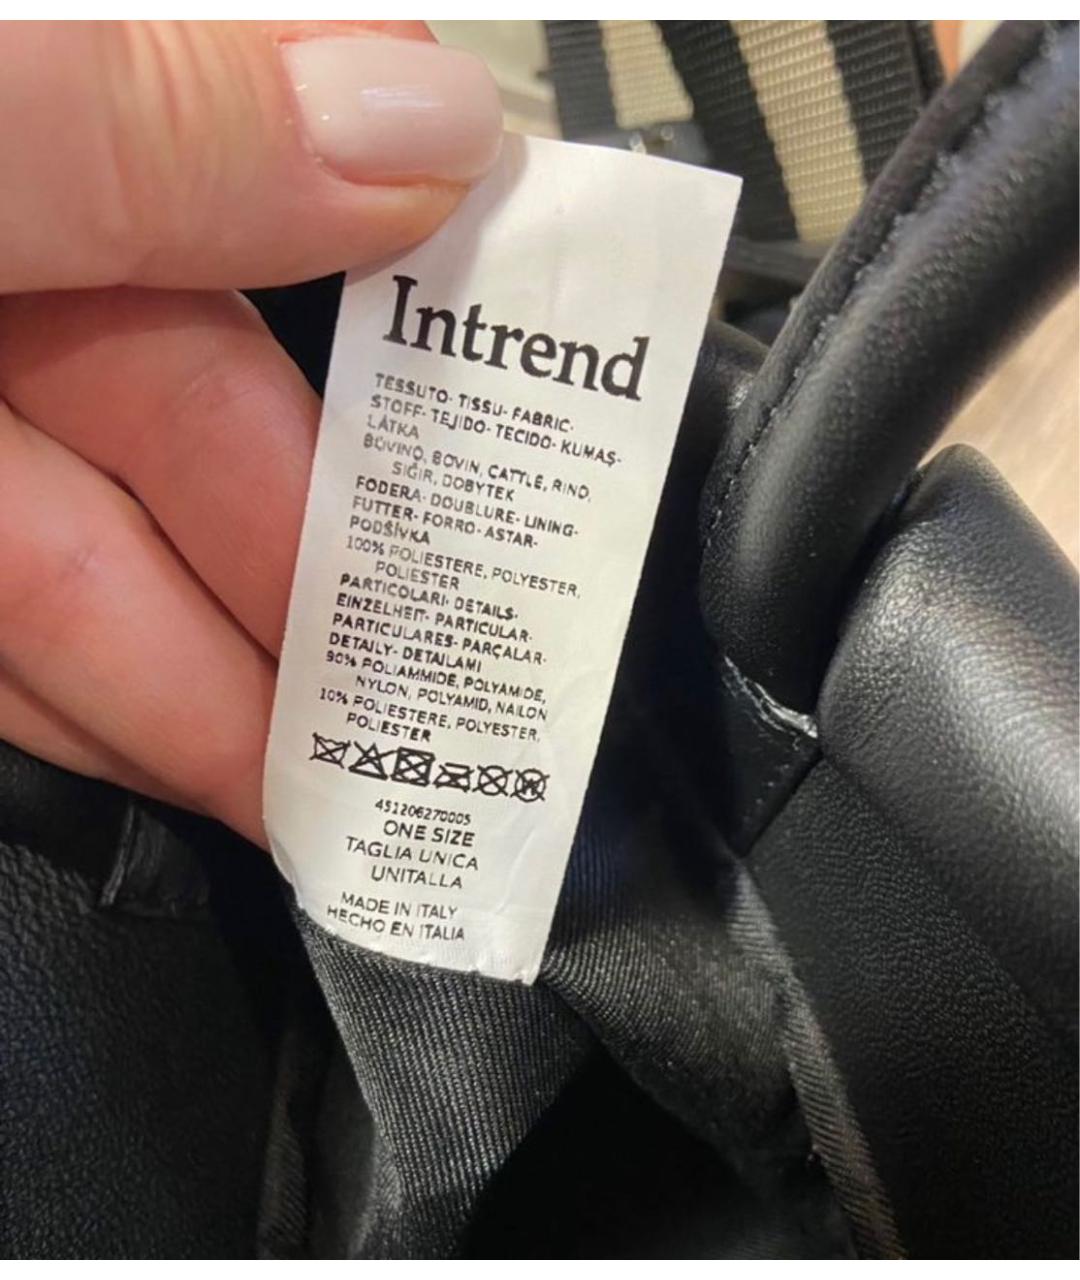 Intrend
TESSUTO- TISSU- FABRIC-
STOFF- TEJIDO- TECIDO- KUMAŞ-
LÁTKA
BOVINO, BOVIN, CATTLE, RIND,
SIĞIR, DOBYTEK
FODERA- DOUBLURE- LINING-
FUTTER- FORRO- ASTAR-
PODŠÍVKA
100% POLIESTERE, POLYESTER,
POLIESTER
PARTICOLARI- DETAILS-
EINZELHEIT- PARTICULAR-
PARTICULARES- PARÇALAR-
DETAILY- DETAILAMI
90% POLIAMMIDE, POLYAMIDE,
NYLON, POLYAMID, NAILON
10% POLIESTERE, POLYESTER,
POLIESTER
451206270005
ONE SIZE
TAGLIA UNICA
UNITALLA
MADE IN ITALY
HECHO EN ITALIA